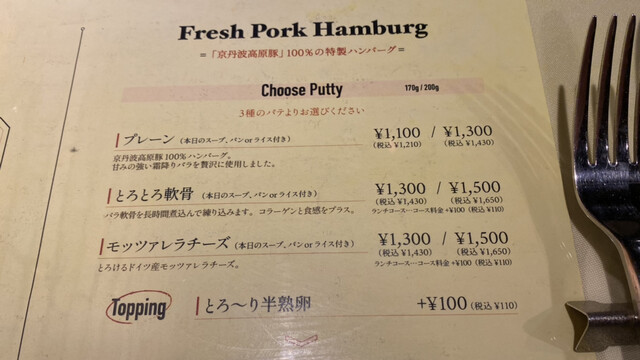 Fresh Pork Hamburg
=「京丹波高原豚」100%の特製ハンバーグ=
Choose Putty 170g / 200g
3種のパテよりお選びください
プレーン（本日のスープ、パンorライス付き） ¥1,100 / ¥1,300
（税込 ¥1,210） （税込 ¥1,430）
京丹波高原豚100%ハンバーグ。
甘みの強い霜降りバラを贅沢に使用しました。
とろとろ軟骨（本日のスープ、パンorライス付き） ¥1,300 / ¥1,500
（税込 ¥1,430） （税込 ¥1,650）
バラ軟骨を長時間煮込んで練り込みます。コラーゲンと食感をプラス。 ランチコース…コース料金 +¥100（税込 ¥110）
モッツァレラチーズ（本日のスープ、パンorライス付き） ¥1,300 / ¥1,500
（税込 ¥1,430） （税込 ¥1,650）
とろけるドイツ産モッツァレラチーズ。 ランチコース…コース料金 +¥100（税込 ¥110）
Topping とろ〜り半熟卵 +¥100（税込 ¥110）